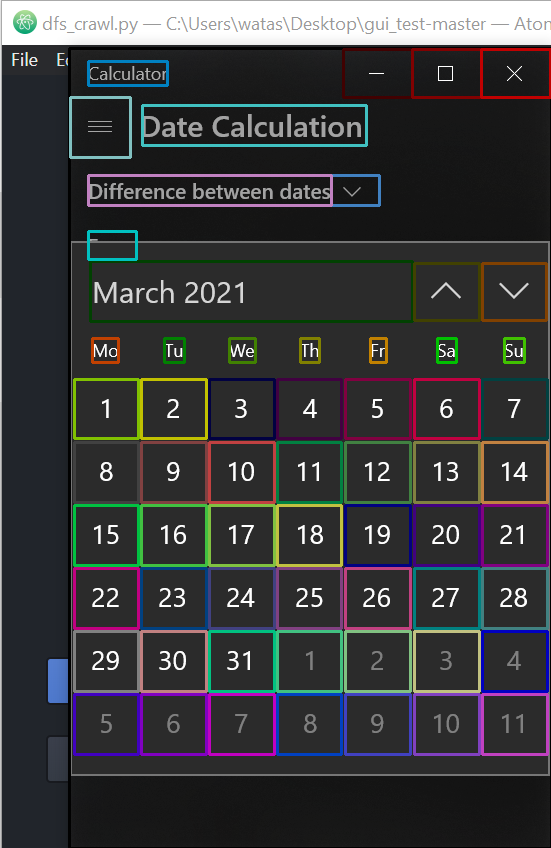 dfs_crawl.py — C:\Users\watas\Desktop\gui_test-master — Atom
File
Calculator
Date Calculation
Difference between dates
March 2021
Mo Tu We Th Fr Sa Su
1 2 3 4 5 6 7
8 9 10 11 12 13 14
15 16 17 18 19 20 21
22 23 24 25 26 27 28
29 30 31 1 2 3 4
5 6 7 8 9 10 11